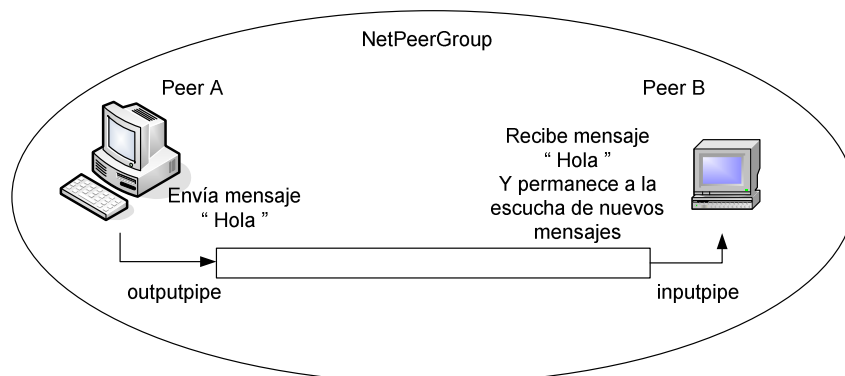 NetPeerGroup
Peer A
Peer B
Envía mensaje
“ Hola ”
Recibe mensaje
“ Hola ”
Y permanece a la
escucha de nuevos
mensajes
outputpipe
inputpipe